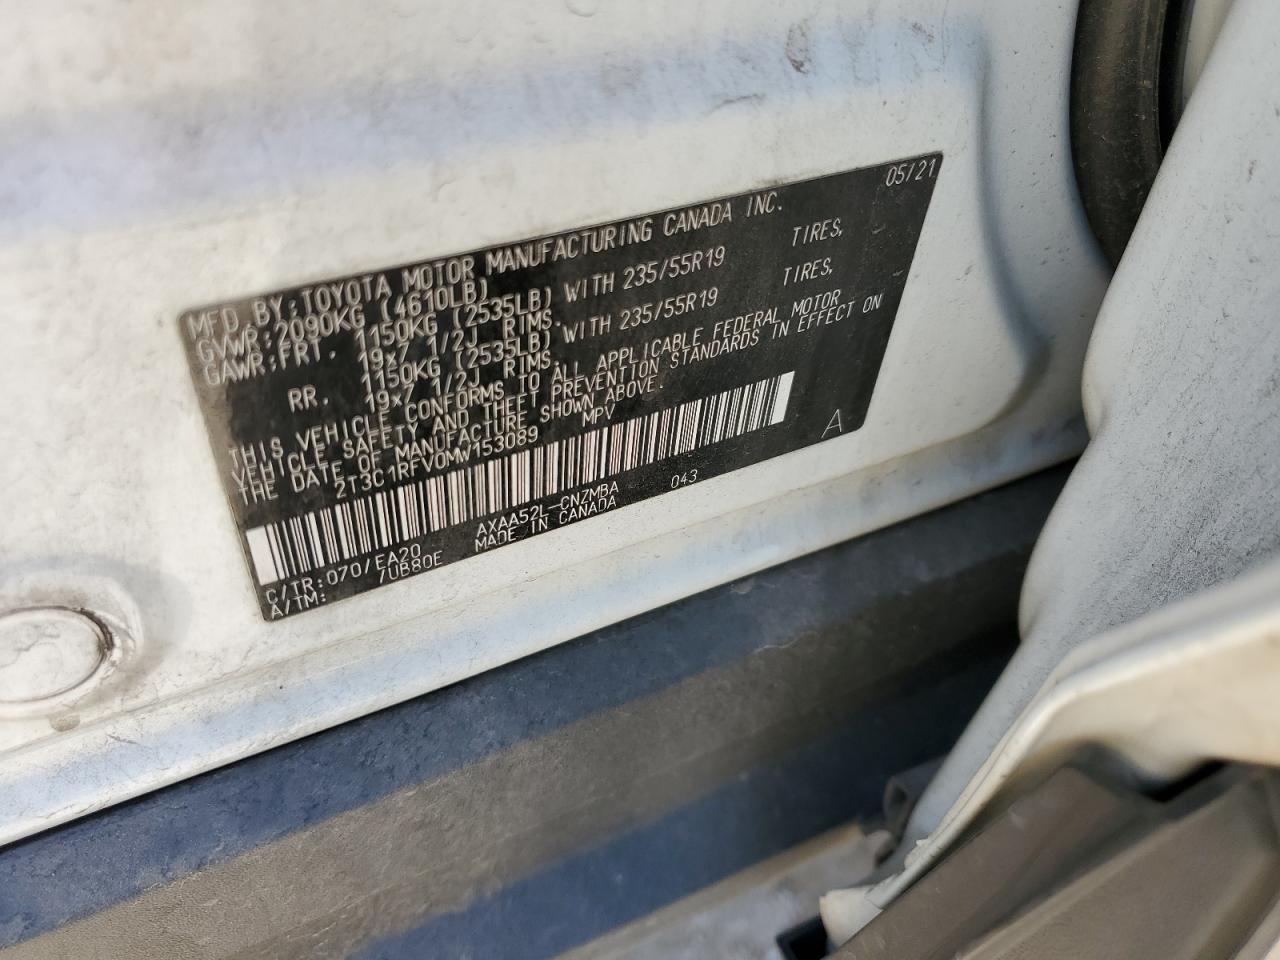 05/21
MFD. BY: TOYOTA MOTOR MANUFACTURING CANADA INC.
GVWR: 2090KG (4610LB)
GAWR: FRT. 1150KG (2535LB) WITH 235/55R19 TIRES,
19x7 1/2J RIMS.
RR. 1150KG (2535LB) WITH 235/55R19 TIRES,
19x7 1/2J RIMS.
THIS VEHICLE CONFORMS TO ALL APPLICABLE FEDERAL MOTOR
VEHICLE SAFETY AND THEFT PREVENTION STANDARDS IN EFFECT ON
THE DATE OF MANUFACTURE SHOWN ABOVE.
2T3C1RFV0MW153089 MPV
A
C/TR: 070/EA20 AXAA52L-CNZMBA 043
A/TM: /UB80E MADE IN CANADA